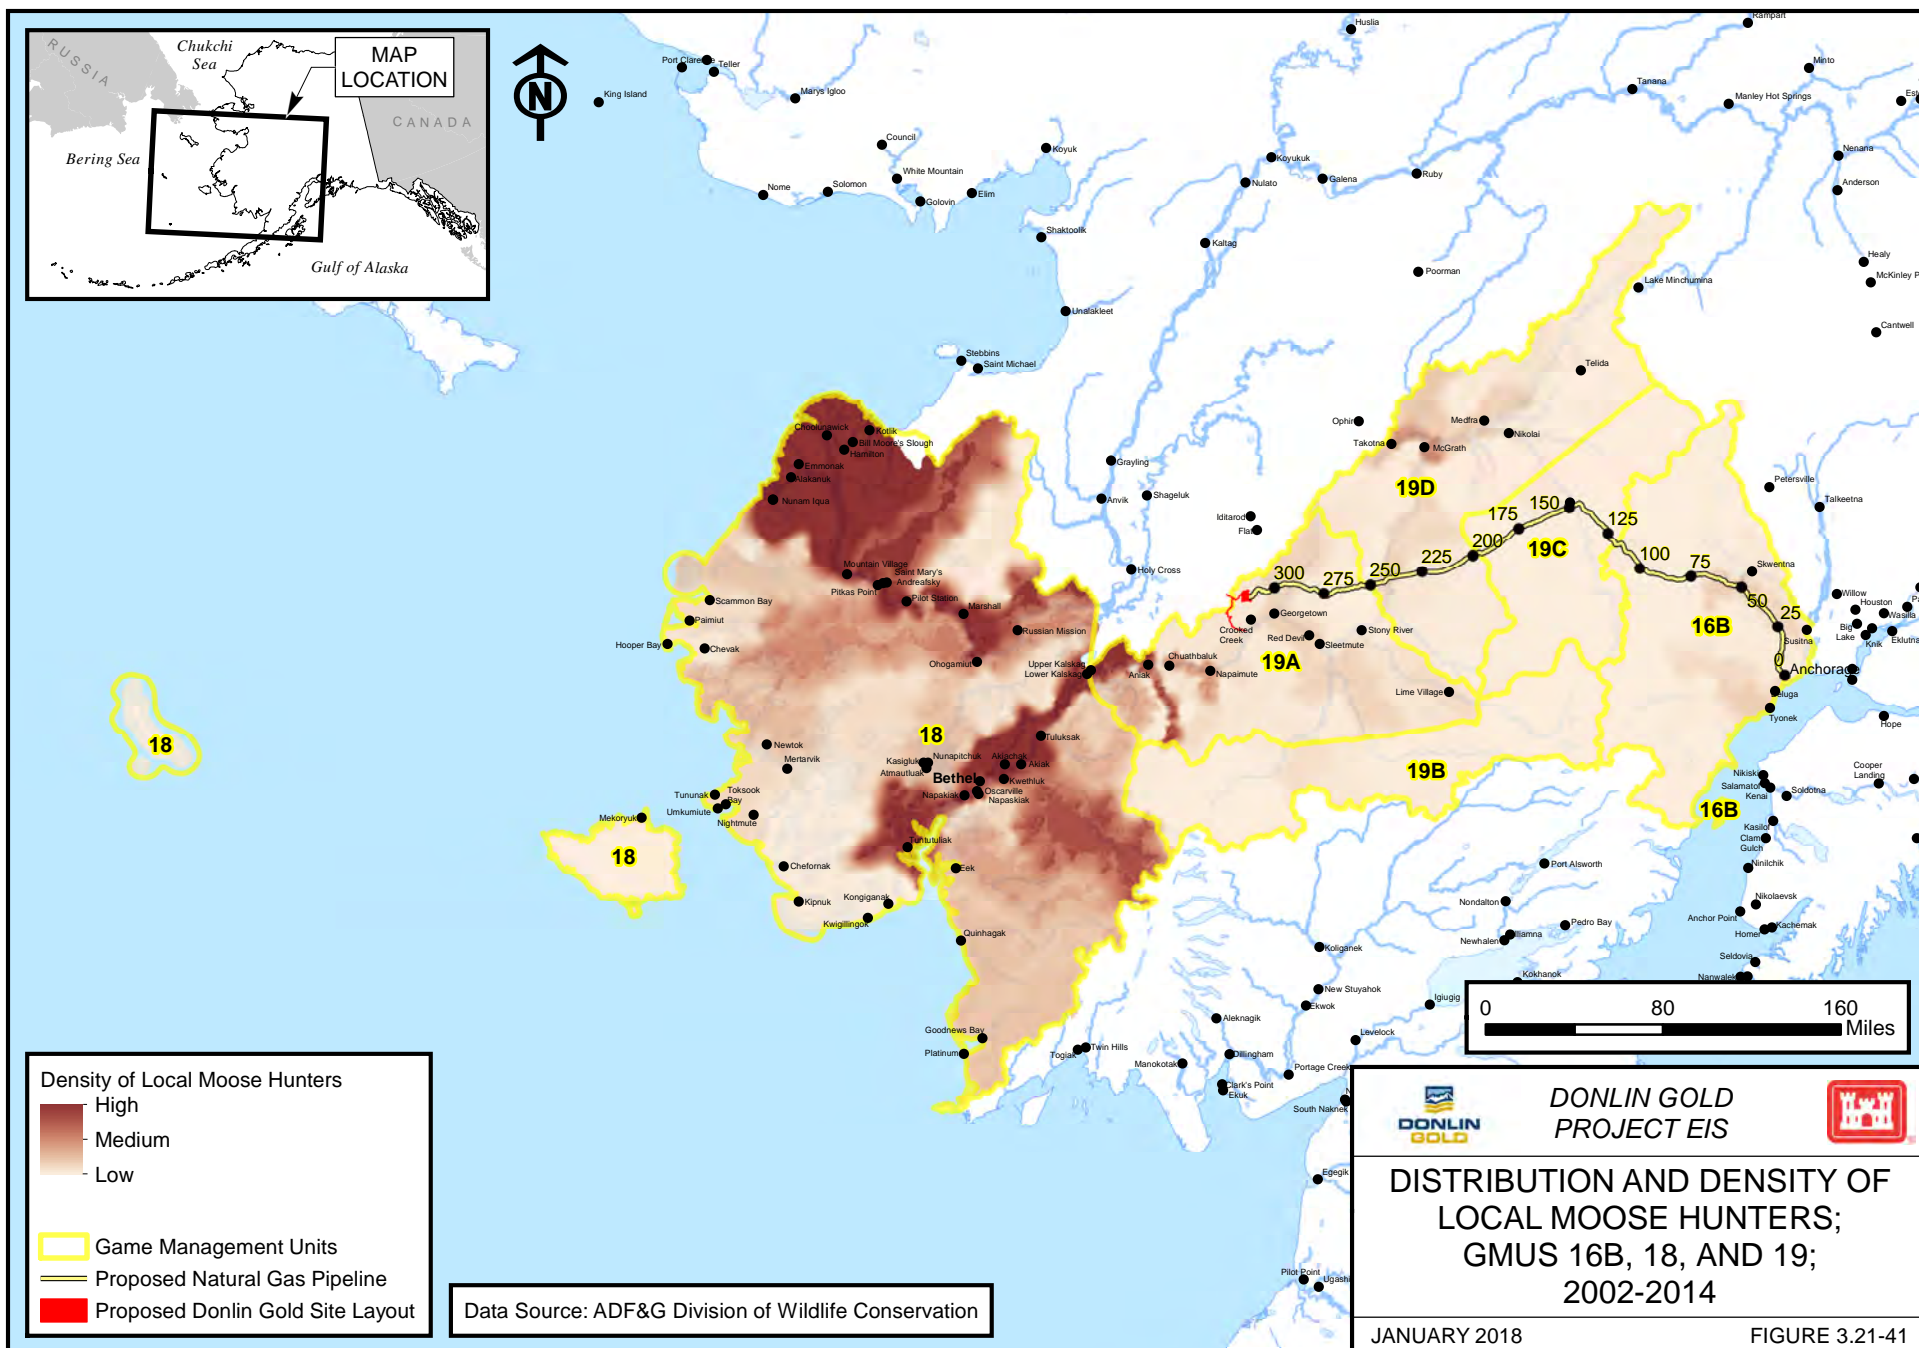 RUSSIA
Chukchi
Sea
MAP
LOCATION
CANADA
Bering Sea
Gulf of Alaska
N
King Island
Port Clarence
Teller
Marys Igloo
Council
Koyuk
White Mountain
Nome
Solomon
Golovin
Elim
Shaktoolik
Unalakleet
Stebbins
Saint Michael
Huslia
Rampart
Minto
Tanana
Manley Hot Springs
Koyukuk
Nulato
Galena
Ruby
Nenana
Anderson
Kaltag
Poorman
Healy
Lake Minchumina
Cantwell
Telida
Ophir
Medfra
Nikolai
Takotna
McGrath
Petersville
Talkeetna
19D
Choolunawick
Kotlik
Bill Moore's Slough
Hamilton
Emmonak
Alakanuk
Nunam Iqua
Grayling
Anvik
Shageluk
Iditarod
Flat
Holy Cross
150
175
125
200
19C
225
100
75
250
300
275
Skwentna
50
25
Willow
Houston
Wasilla
Big
Lake
Knik
Eklutna
Susitna
16B
0
Anchorage
Beluga
Tyonek
Hope
Mountain Village
Saint Mary's
Andreafsky
Pitkas Point
Pilot Station
Marshall
Russian Mission
Scammon Bay
Paimiut
Hooper Bay
Chevak
Ohogamiut
Upper Kalskag
Lower Kalskag
Aniak
Chuathbaluk
Napaimute
Georgetown
Crooked
Creek
Red Devil
Sleetmute
Stony River
19A
Lime Village
18
18
Newtok
Mertarvik
Kasigluk
Nunapitchuk
Atmautluak
Tuluksak
Akiachak
Akiak
Bethel
Kwethluk
Oscarville
Napakiak
Napaskiak
19B
16B
Nikiski
Salamatof
Kenai
Soldotna
Cooper
Landing
Kasilof
Clam
Gulch
Ninilchik
Nikolaevsk
Anchor Point
Kachemak
Homer
Seldovia
Nanwalek
Tununak
Toksook
Bay
Umkumiute
Nightmute
Mekoryuk
18
Tuntutuliak
Chefornak
Eek
Kongiganak
Kipnuk
Kwigillingok
Quinhagak
Goodnews Bay
Platinum
Port Alsworth
Nondalton
Pedro Bay
Newhalen
Iliamna
Koliganek
Kokhanok
New Stuyahok
Ekwok
Igiugig
Aleknagik
Levelock
Togiak
Twin Hills
Manokotak
Dillingham
Portage Creek
Clark's Point
Ekuk
South Naknek
Egegik
Pilot Point
0 80 160
Miles
Density of Local Moose Hunters
High
Medium
Low
Game Management Units
Proposed Natural Gas Pipeline
Proposed Donlin Gold Site Layout
Data Source: ADF&G Division of Wildlife Conservation
DONLIN
GOLD
DONLIN GOLD
PROJECT EIS
DISTRIBUTION AND DENSITY OF
LOCAL MOOSE HUNTERS;
GMUS 16B, 18, AND 19;
2002-2014
JANUARY 2018 FIGURE 3.21-41